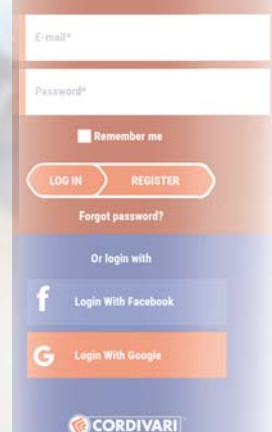 E-mail*
Password*
Remember me
LOG IN REGISTER
Forgot password?
Or login with
f Login With Facebook
G Login With Google
CORDIVARI